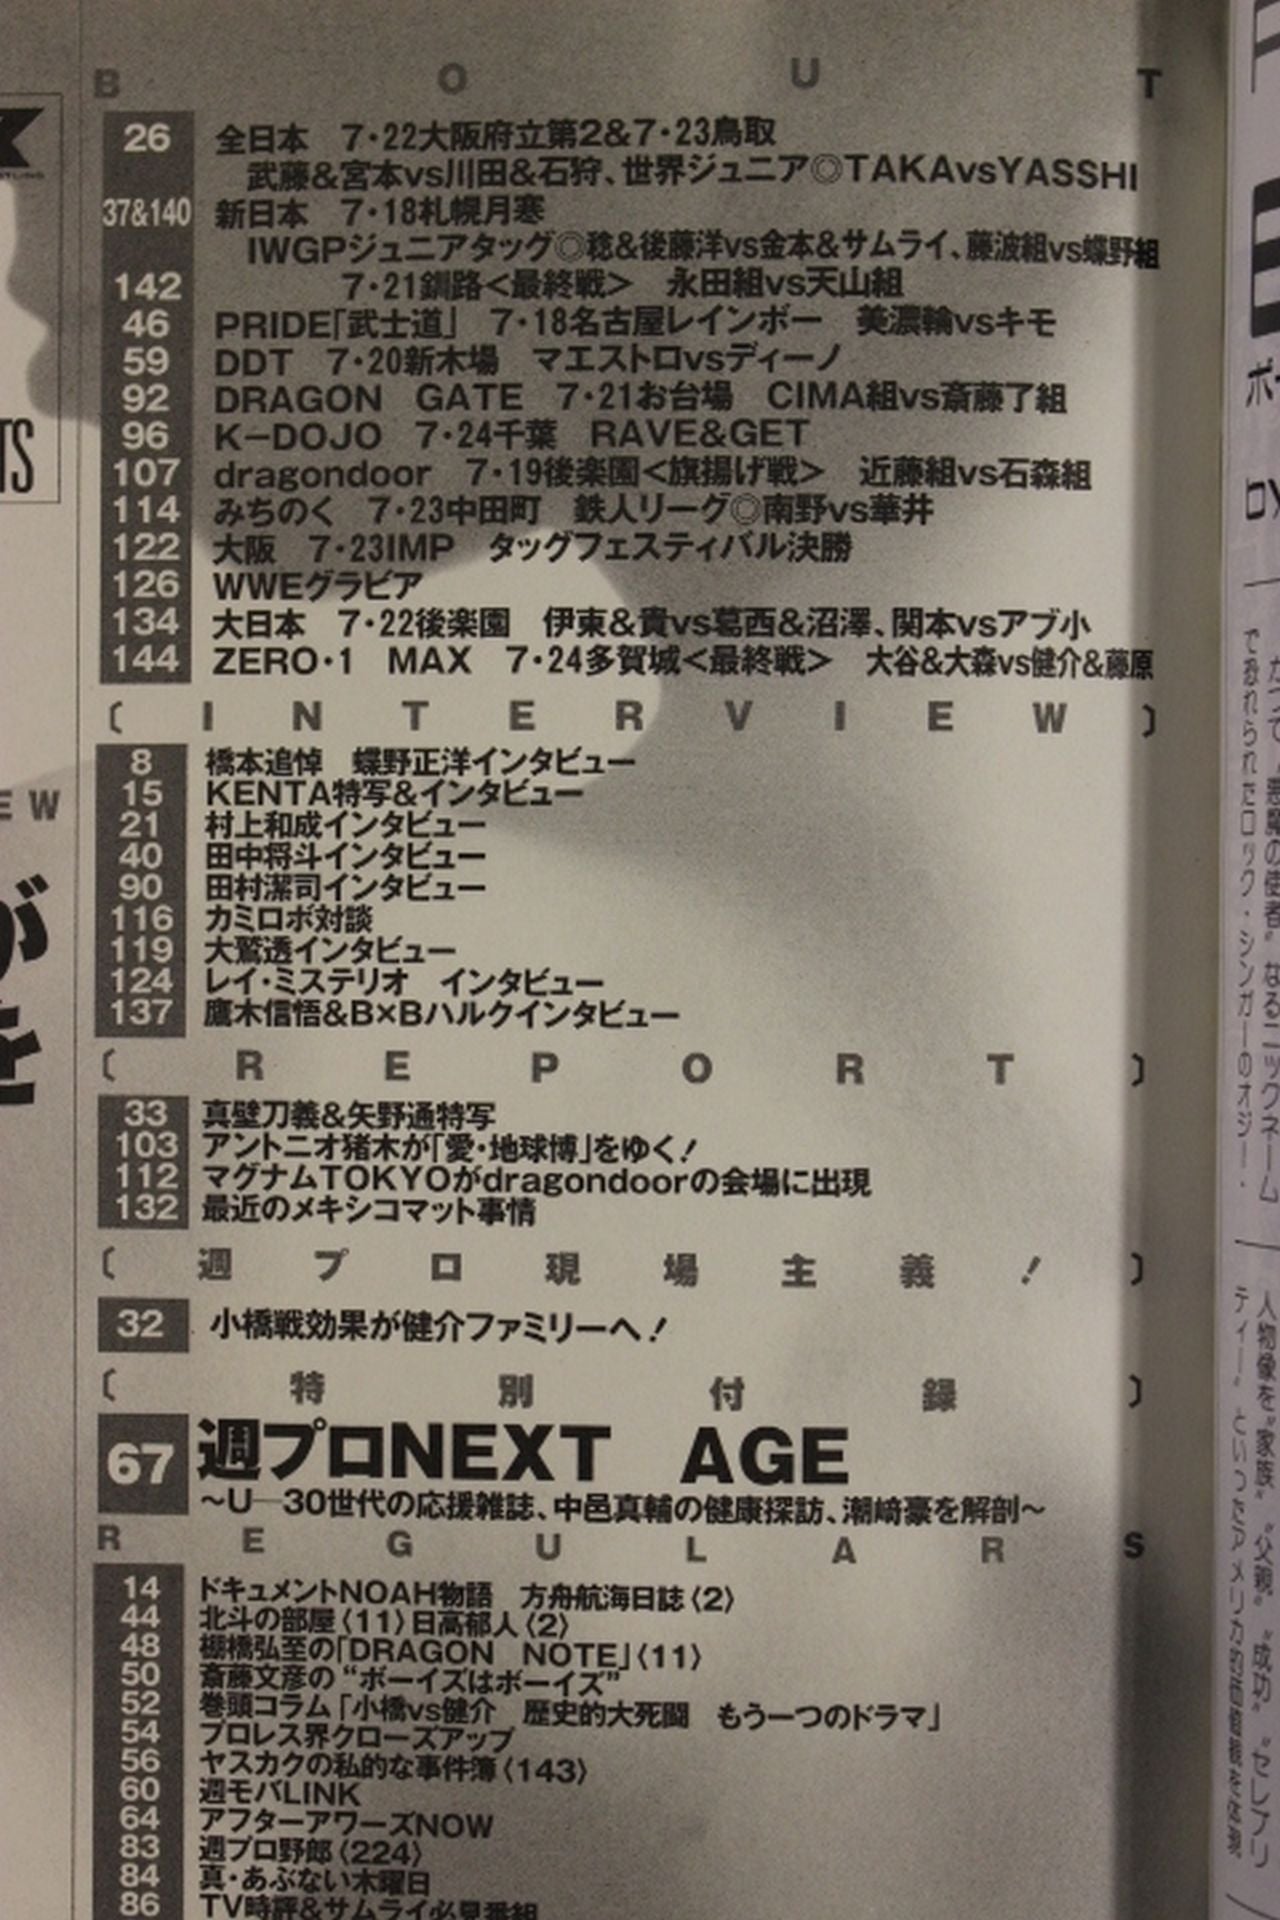 B O U T
26 全日本 7・22大阪府立第2&7・23鳥取
武藤&宮本vs川田&石狩、世界ジュニア◎TAKAvsYASSHI
37&140 新日本 7・18札幌月寒
IWGPジュニアタッグ◎稔&後藤洋vs金本&サムライ、藤波組vs蝶野組
142 7・21釧路<最終戦> 永田組vs天山組
46 PRIDE「武士道」 7・18名古屋レインボー 美濃輪vsキモ
59 DDT 7・20新木場 マエストロvsディーノ
92 DRAGON GATE 7・21お台場 CIMA組vs斎藤了組
96 K-DOJO 7・24千葉 RAVE&GET
107 dragondoor 7・19後楽園<旗揚げ戦> 近藤組vs石森組
114 みちのく 7・23中田町 鉄人リーグ◎南野vs華井
122 大阪 7・23IMP タッグフェスティバル決勝
126 WWEグラビア
134 大日本 7・22後楽園 伊東&貴vs葛西&沼澤、関本vsアブ小
144 ZERO・1 MAX 7・24多賀城<最終戦> 大谷&大森vs健介&藤原
〔INTERVIEW〕
8 橋本追悼 蝶野正洋インタビュー
15 KENTA特写&インタビュー
21 村上和成インタビュー
40 田中将斗インタビュー
90 田村潔司インタビュー
116 カミロボ対談
119 大鷲透インタビュー
124 レイ・ミステリオ インタビュー
137 鷹木信悟&B×Bハルクインタビュー
〔REPORT〕
33 真壁刀義&矢野通特写
103 アントニオ猪木が「愛・地球博」をゆく!
112 マグナムTOKYOがdragondoorの会場に出現
132 最近のメキシコマット事情
〔週プロ現場主義!〕
32 小橋戦効果が健介ファミリーへ!
〔特別付録〕
67 週プロNEXT AGE
～U-30世代の応援雑誌、中邑真輔の健康探訪、潮﨑豪を解剖～
REGULARS
14 ドキュメントNOAH物語 方舟航海日誌〈2〉
44 北斗の部屋〈11〉日高郁人〈2〉
48 棚橋弘至の「DRAGON NOTE」〈11〉
50 斎藤文彦の“ボーイズはボーイズ”
52 巻頭コラム「小橋vs健介 歴史的大死闘 もう一つのドラマ」
54 プロレス界クローズアップ
56 ヤスカクの私的な事件簿〈143〉
60 週モバLINK
64 アフターアワーズNOW
83 週プロ野郎〈224〉
84 真・あぶない木曜日
86 TV時評&サムライ必見番組
TS
EW
が
を
ボ
かつて“悪魔の使者”なるニックネーム
で恐れられたロック・シンガーのオジー・
人物像を“家族”“父親”“成功”“セレブリ
ティー”といったアメリカ的価値観を体現